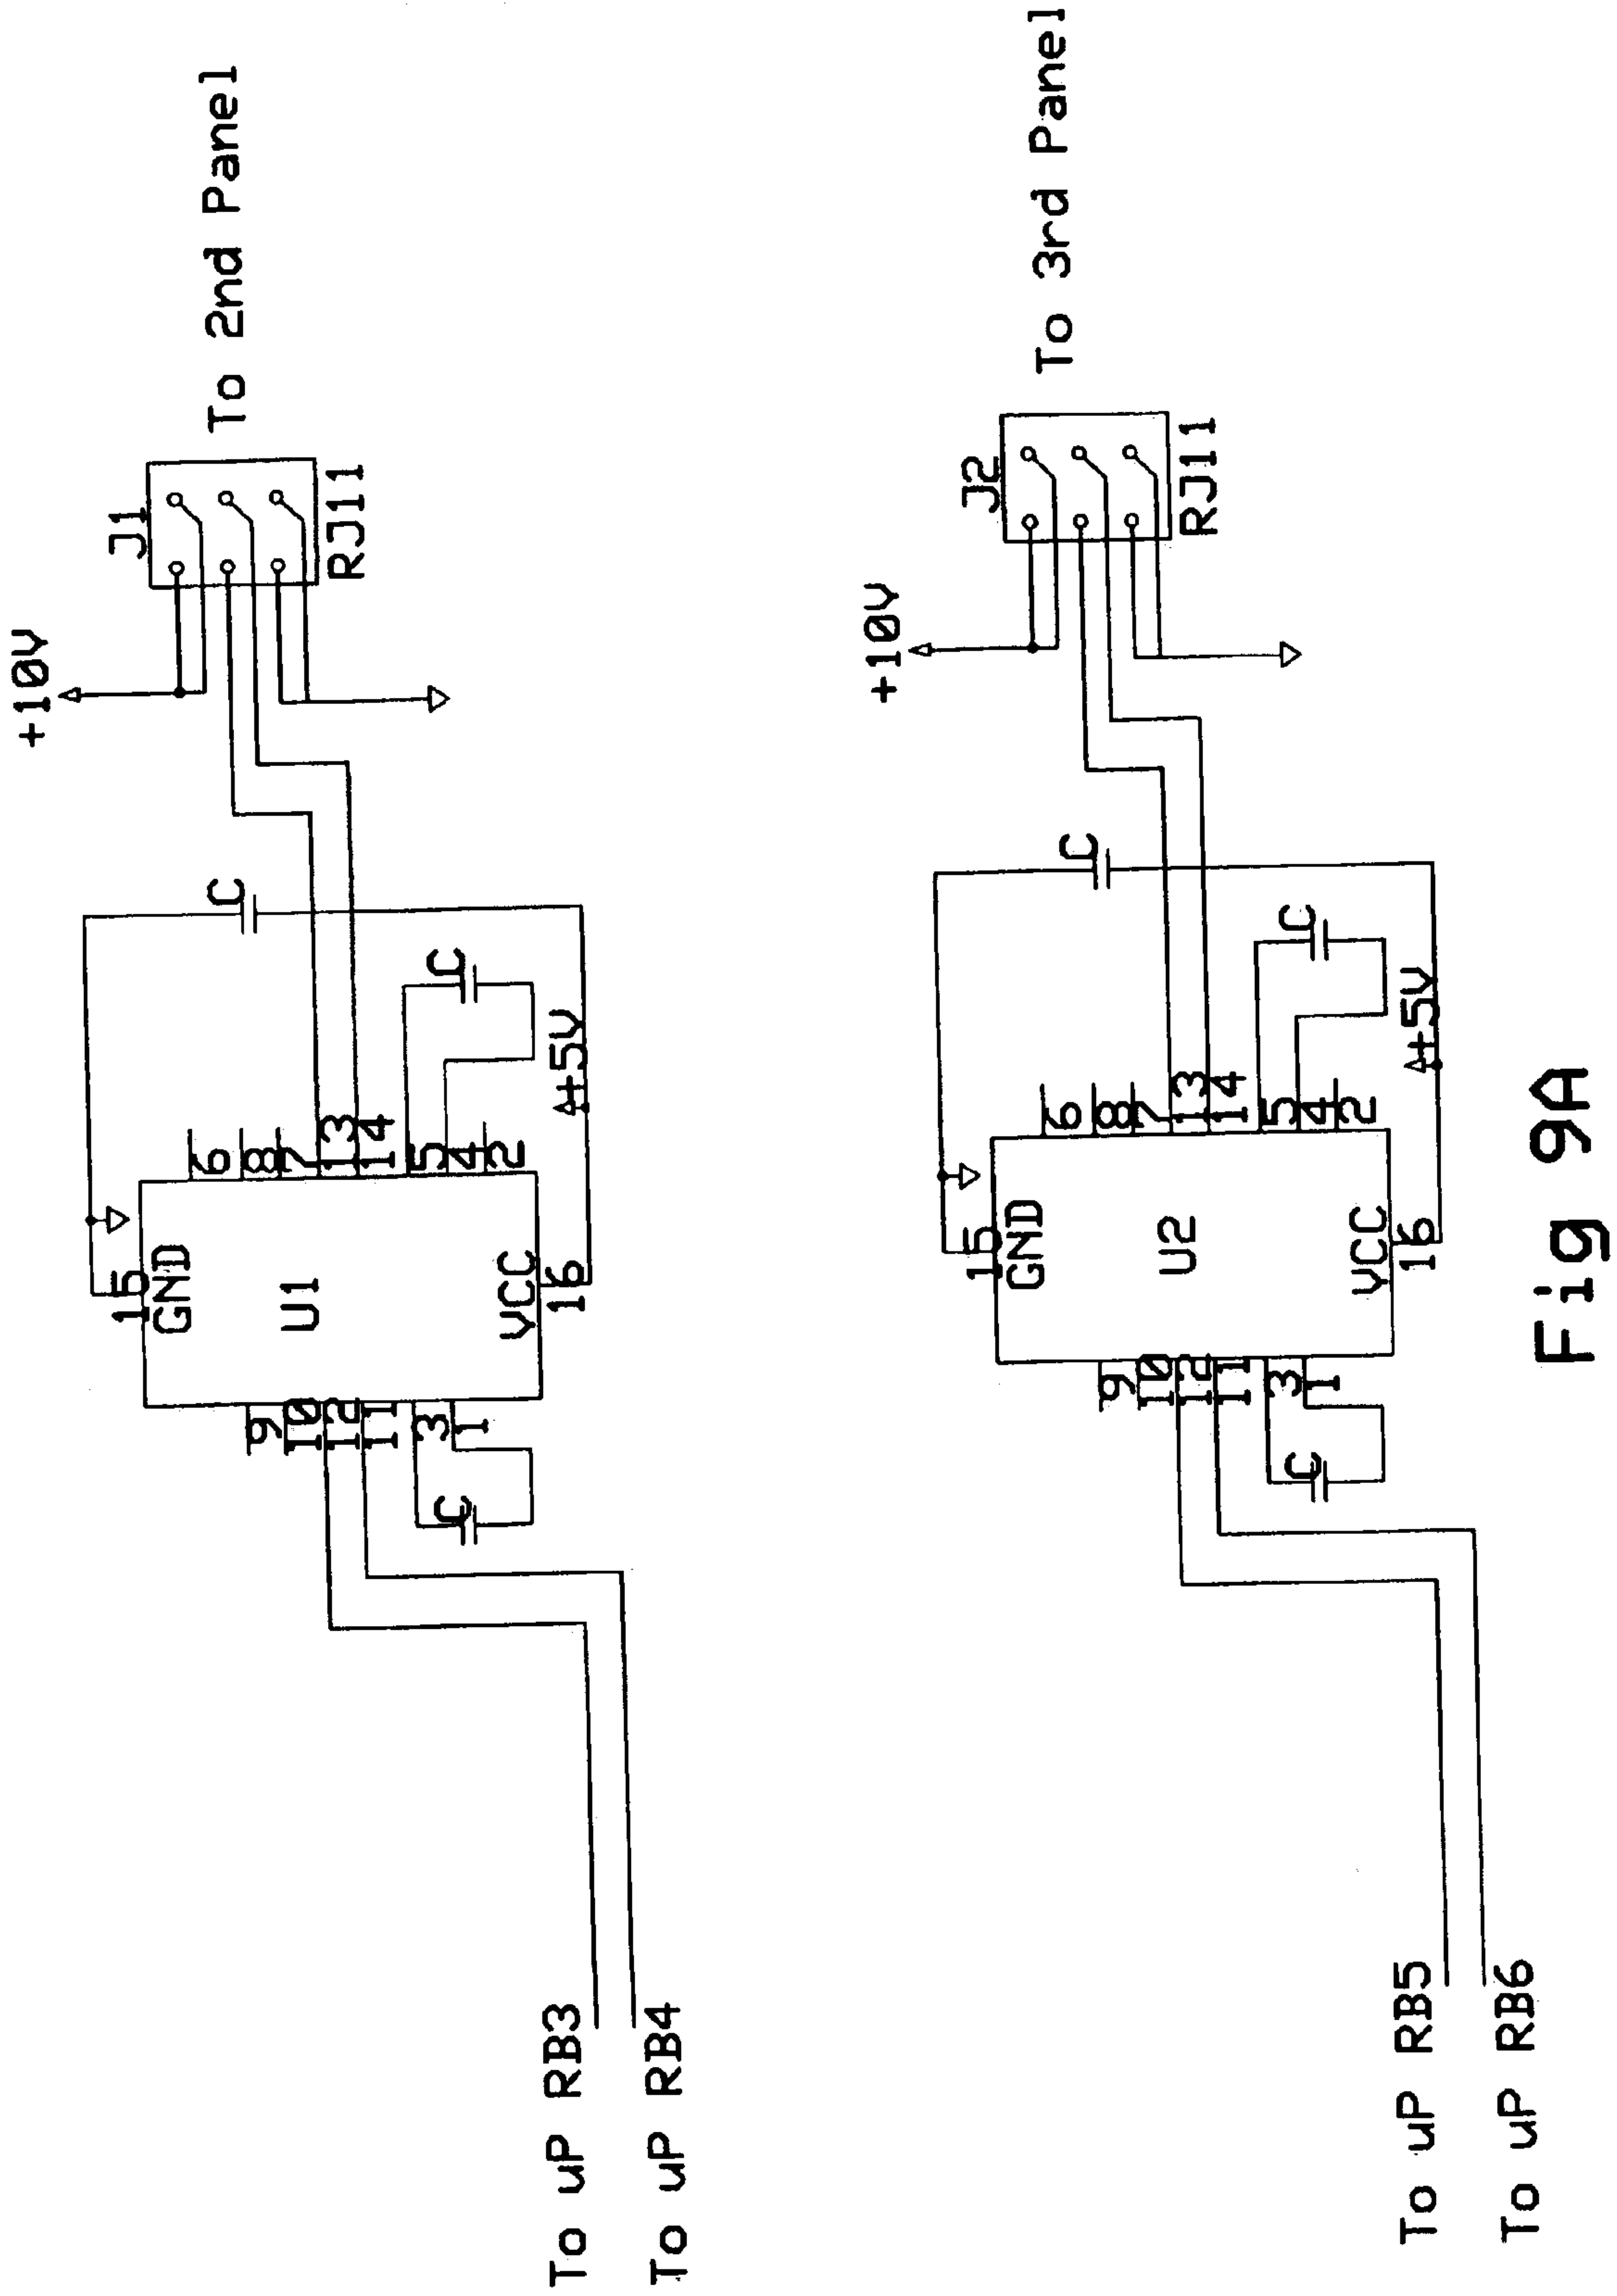 +10V
J1
To 2nd Panel
RJ11
C
15
GND
U1
VCC
16
6
8
7
13
14
5
4
2
C
+5V
9
10
12
11
3
1
C
To uP RB3
To uP RB4
+10V
J2
To 3rd Panel
RJ11
C
15
GND
U2
VCC
16
6
8
7
13
14
5
4
2
C
+5V
9
10
12
11
3
1
C
To uP RB5
To uP RB6
Fig 9A